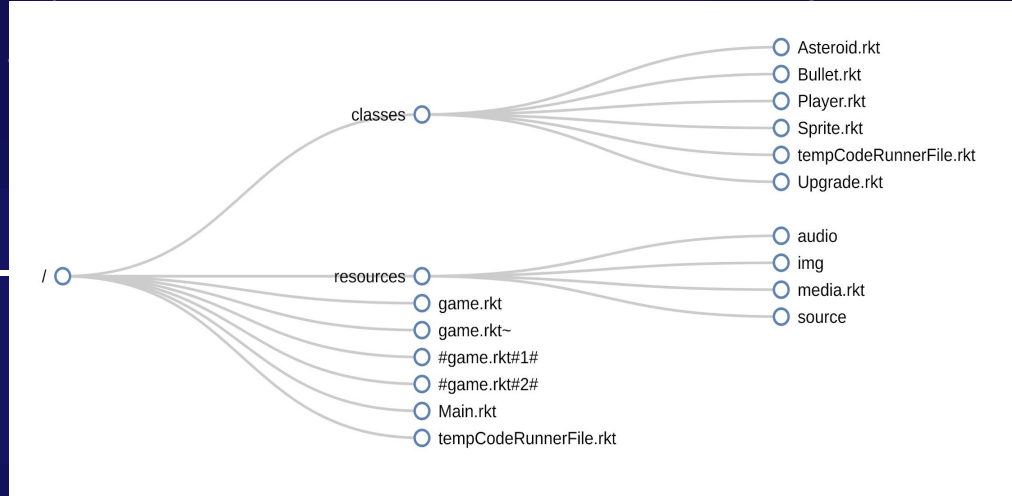 /
classes
Asteroid.rkt
Bullet.rkt
Player.rkt
Sprite.rkt
tempCodeRunnerFile.rkt
Upgrade.rkt
resources
audio
img
media.rkt
source
game.rkt
game.rkt~
#game.rkt#1#
#game.rkt#2#
Main.rkt
tempCodeRunnerFile.rkt